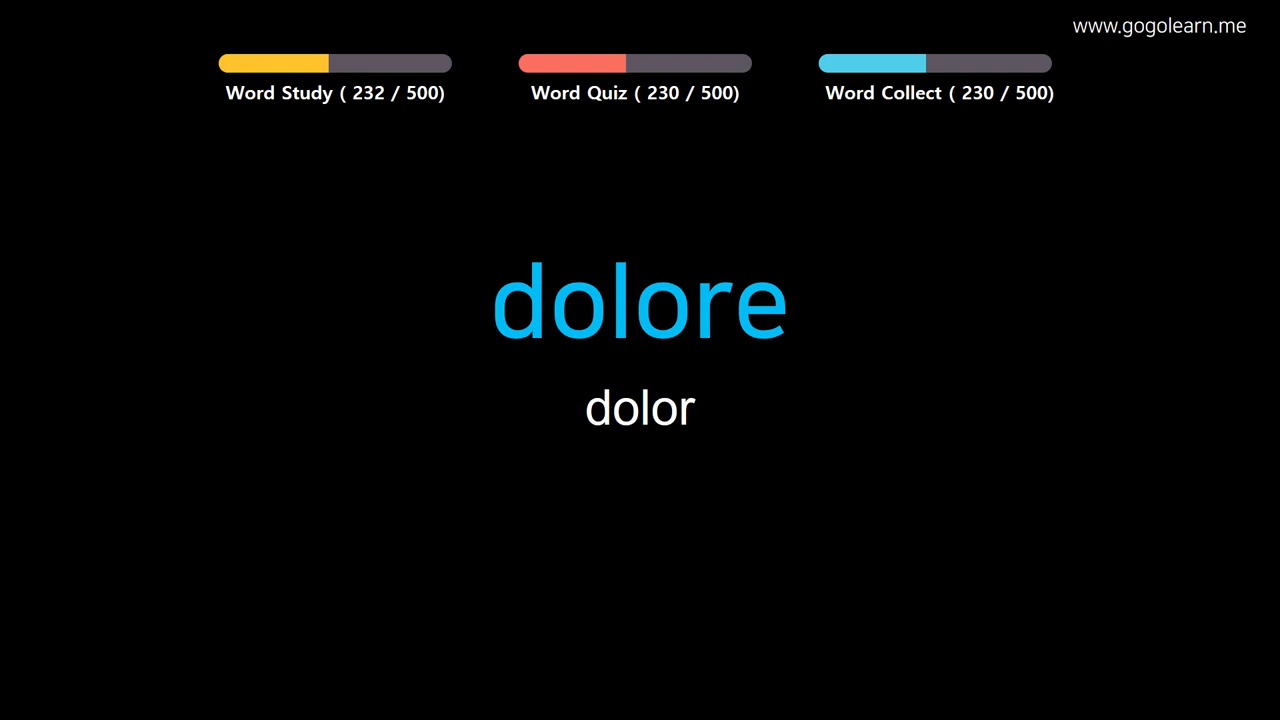 www.gogolearn.me
Word Study ( 232 / 500)
Word Quiz ( 230 / 500)
Word Collect ( 230 / 500)
dolore
dolor